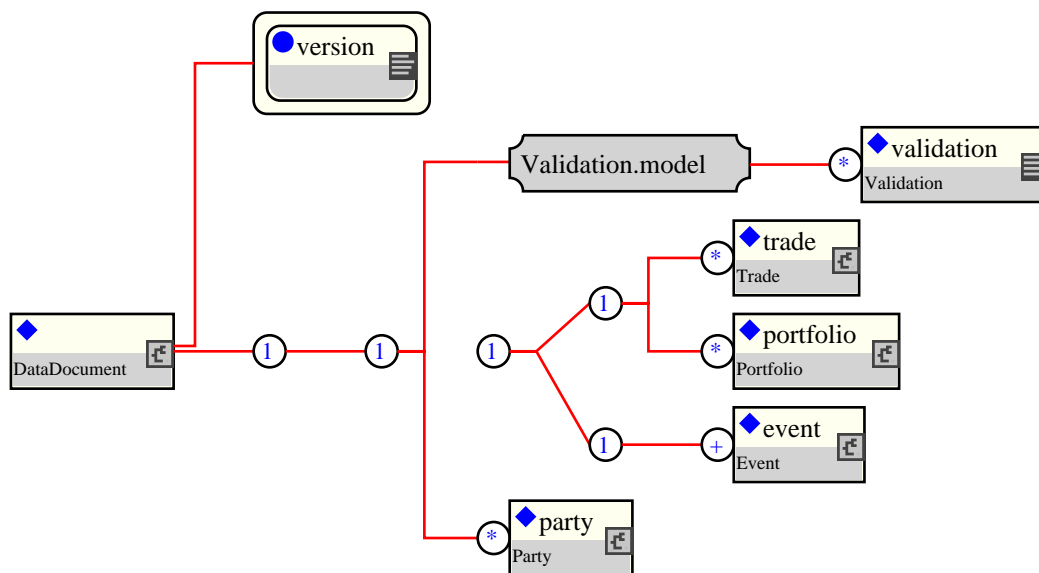 version
Validation.model
*
validation
Validation
*
trade
Trade
1
DataDocument
1
1
1
*
portfolio
Portfolio
1
+
event
Event
*
party
Party